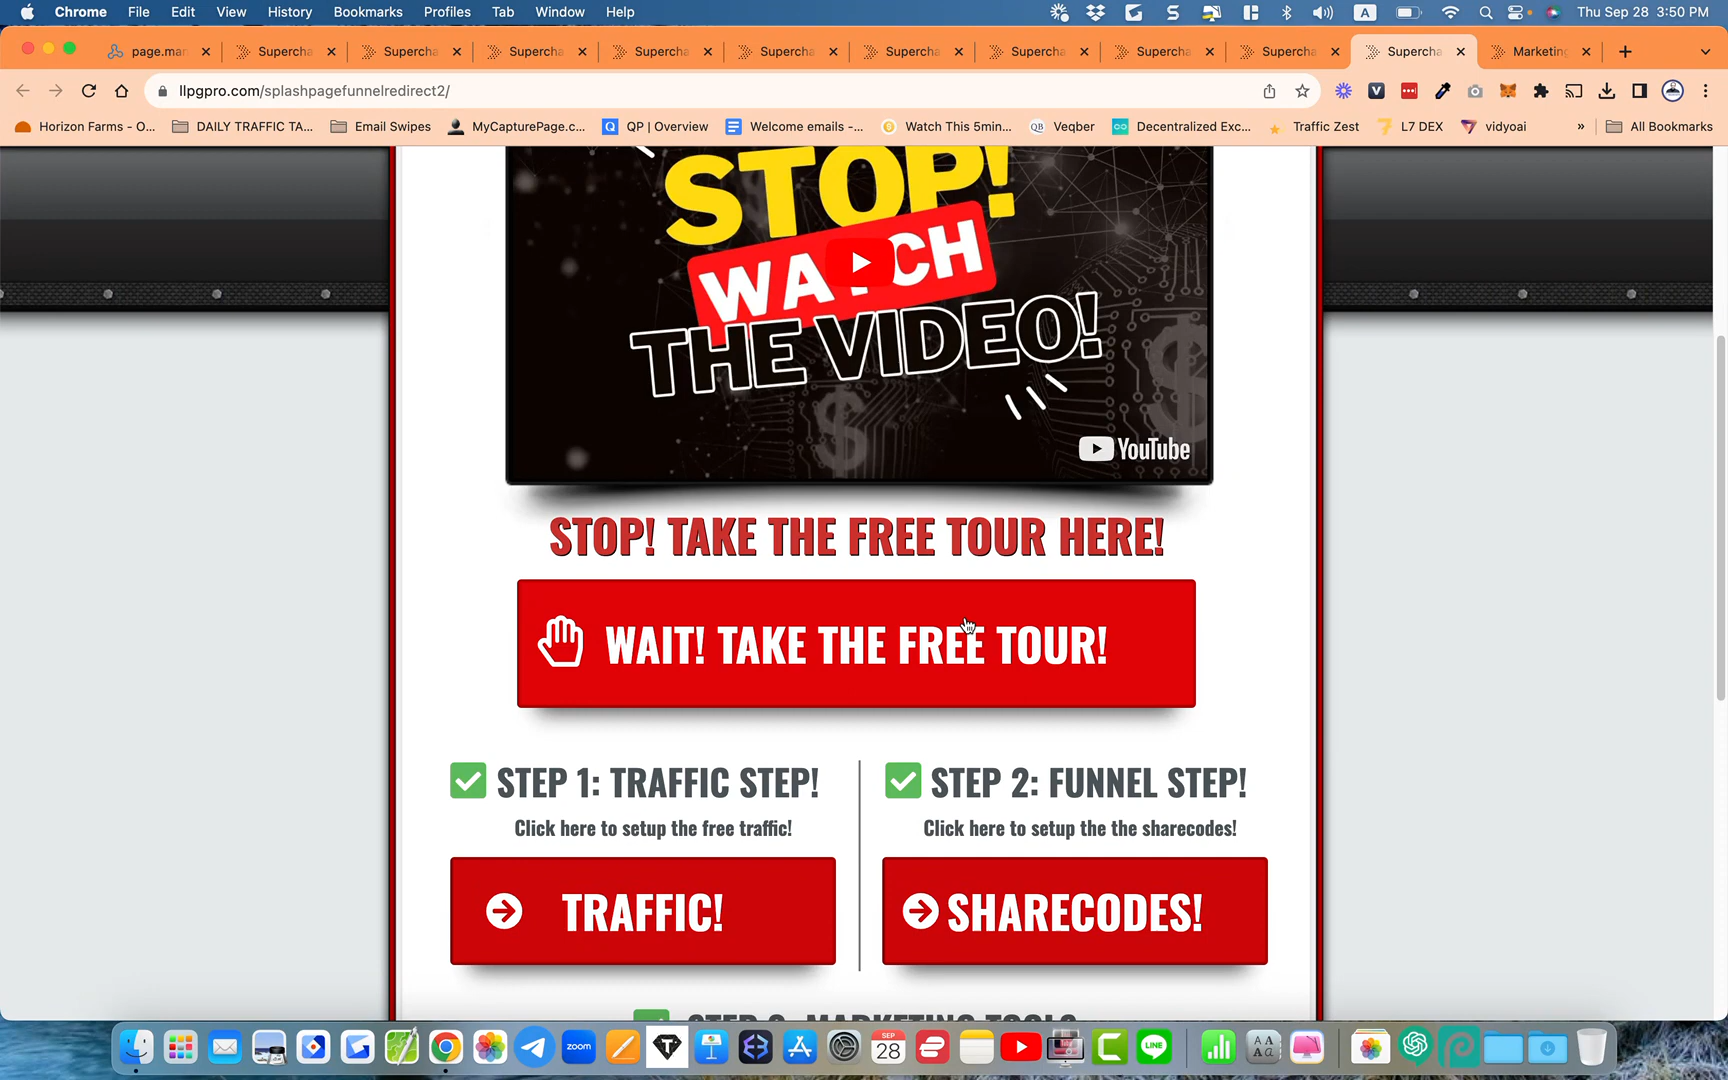 Chrome File Edit View History Bookmarks Profiles Tab Window Help A Thu Sep 28 3:50 PM
page.mar Supercha Supercha Supercha Supercha Supercha Supercha Supercha Supercha Supercha Supercha Marketing
llpgpro.com/splashpagefunnelredirect2/
Horizon Farms - O... DAILY TRAFFIC TA... Email Swipes MyCapturePage.c... QP | Overview Welcome emails -... Watch This 5min... Veqber Decentralized Exc... Traffic Zest L7 DEX vidyoai » All Bookmarks
STOP!
WATCH
THE VIDEO!
YouTube
STOP! TAKE THE FREE TOUR HERE!
WAIT! TAKE THE FREE TOUR!
STEP 1: TRAFFIC STEP!
Click here to setup the free traffic!
TRAFFIC!
STEP 2: FUNNEL STEP!
Click here to setup the the sharecodes!
SHARECODES!
zoom
SEP
28
LINE